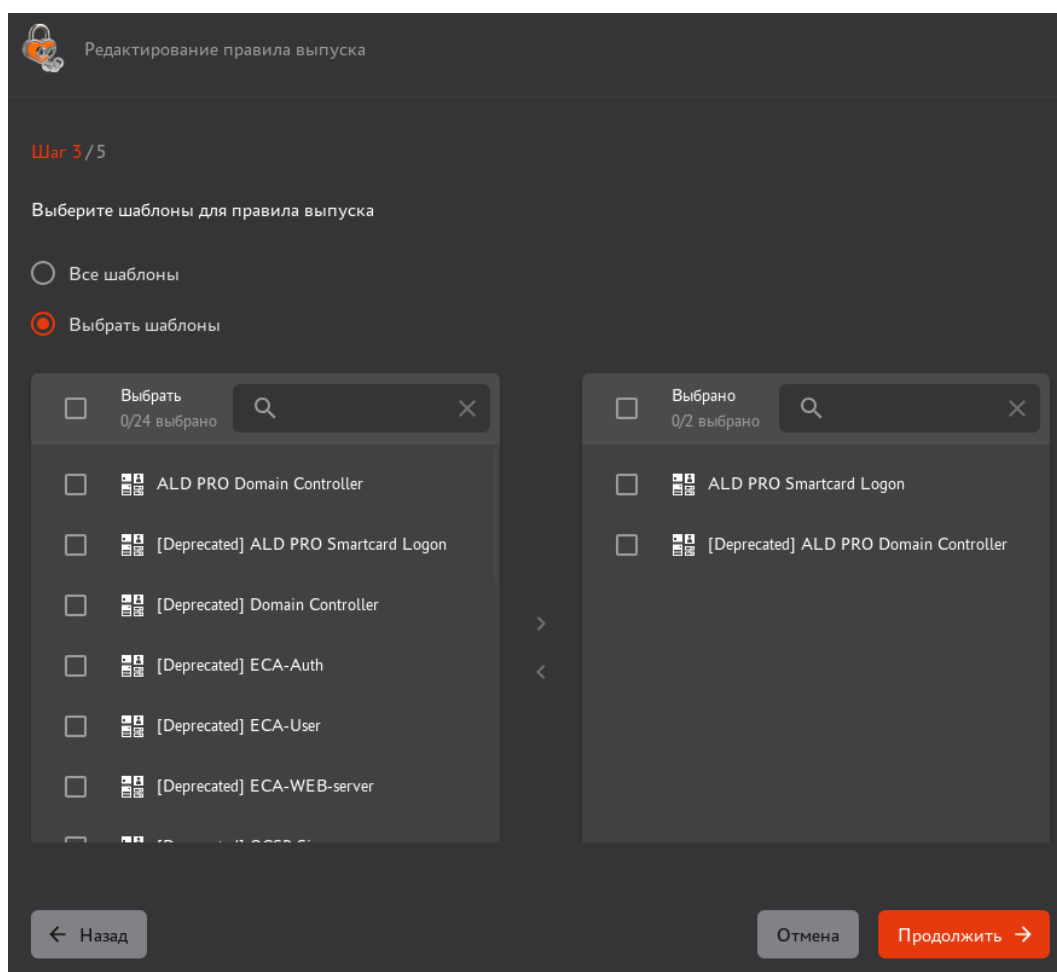 Редактирование правила выпуска
Шаг 3/5
Выберите шаблоны для правила выпуска
Все шаблоны
Выбрать шаблоны
Выбрать
0/24 выбрано
ALD PRO Domain Controller
[Deprecated] ALD PRO Smartcard Logon
[Deprecated] Domain Controller
[Deprecated] ECA-Auth
[Deprecated] ECA-User
[Deprecated] ECA-WEB-server
Выбрано
0/2 выбрано
ALD PRO Smartcard Logon
[Deprecated] ALD PRO Domain Controller
Назад
Отмена
Продолжить